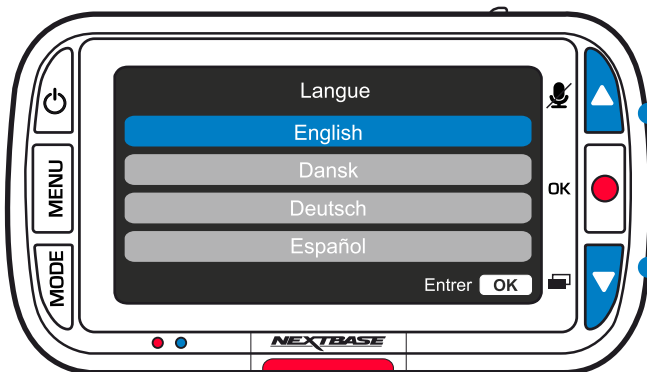 Langue
English
Dansk
Deutsch
Español
Entrer OK
MENU
MODE
OK
NEXTBASE